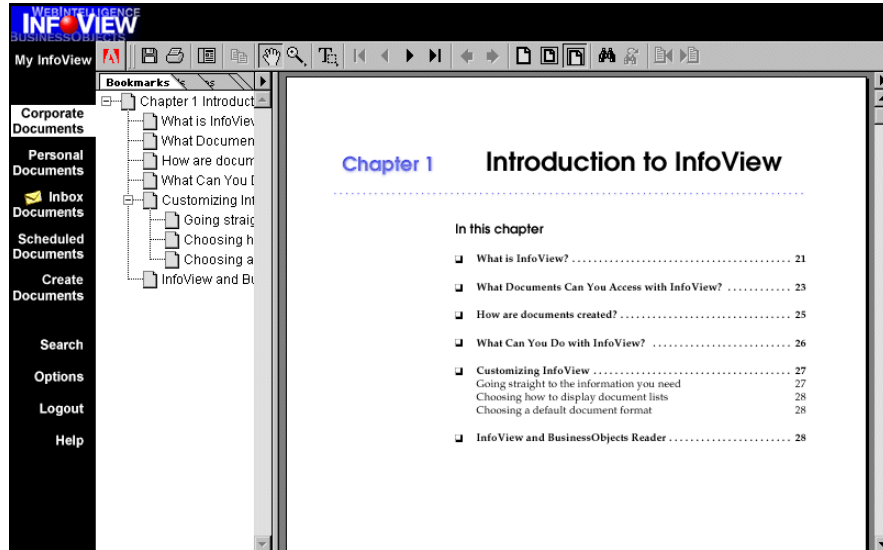 WEBINTELLIGENCE
INFOVIEW
BUSINESSOBJECTS
My InfoView
Corporate
Documents
Personal
Documents
Inbox
Documents
Scheduled
Documents
Create
Documents
Search
Options
Logout
Help
Bookmarks
Chapter 1 Introduct
What is InfoView
What Documen
How are docum
What Can You
Customizing Inf
Going straig
Choosing h
Choosing a
InfoView and Bu
Chapter 1 Introduction to InfoView
In this chapter
❑ What is InfoView? . . . . . . . . . . . . . . . . . . . . 21
❑ What Documents Can You Access with InfoView? . . . . . . . . . . . . 23
❑ How are documents created? . . . . . . . . . . . . . . . . . . . . 25
❑ What Can You Do with InfoView? . . . . . . . . . . . . . . . . . . . . 26
❑ Customizing InfoView . . . . . . . . . . . . . . . . . . . . 27
Going straight to the information you need 27
Choosing how to display document lists 28
Choosing a default document format 28
❑ InfoView and BusinessObjects Reader . . . . . . . . . . . . . . . . . . . . 28